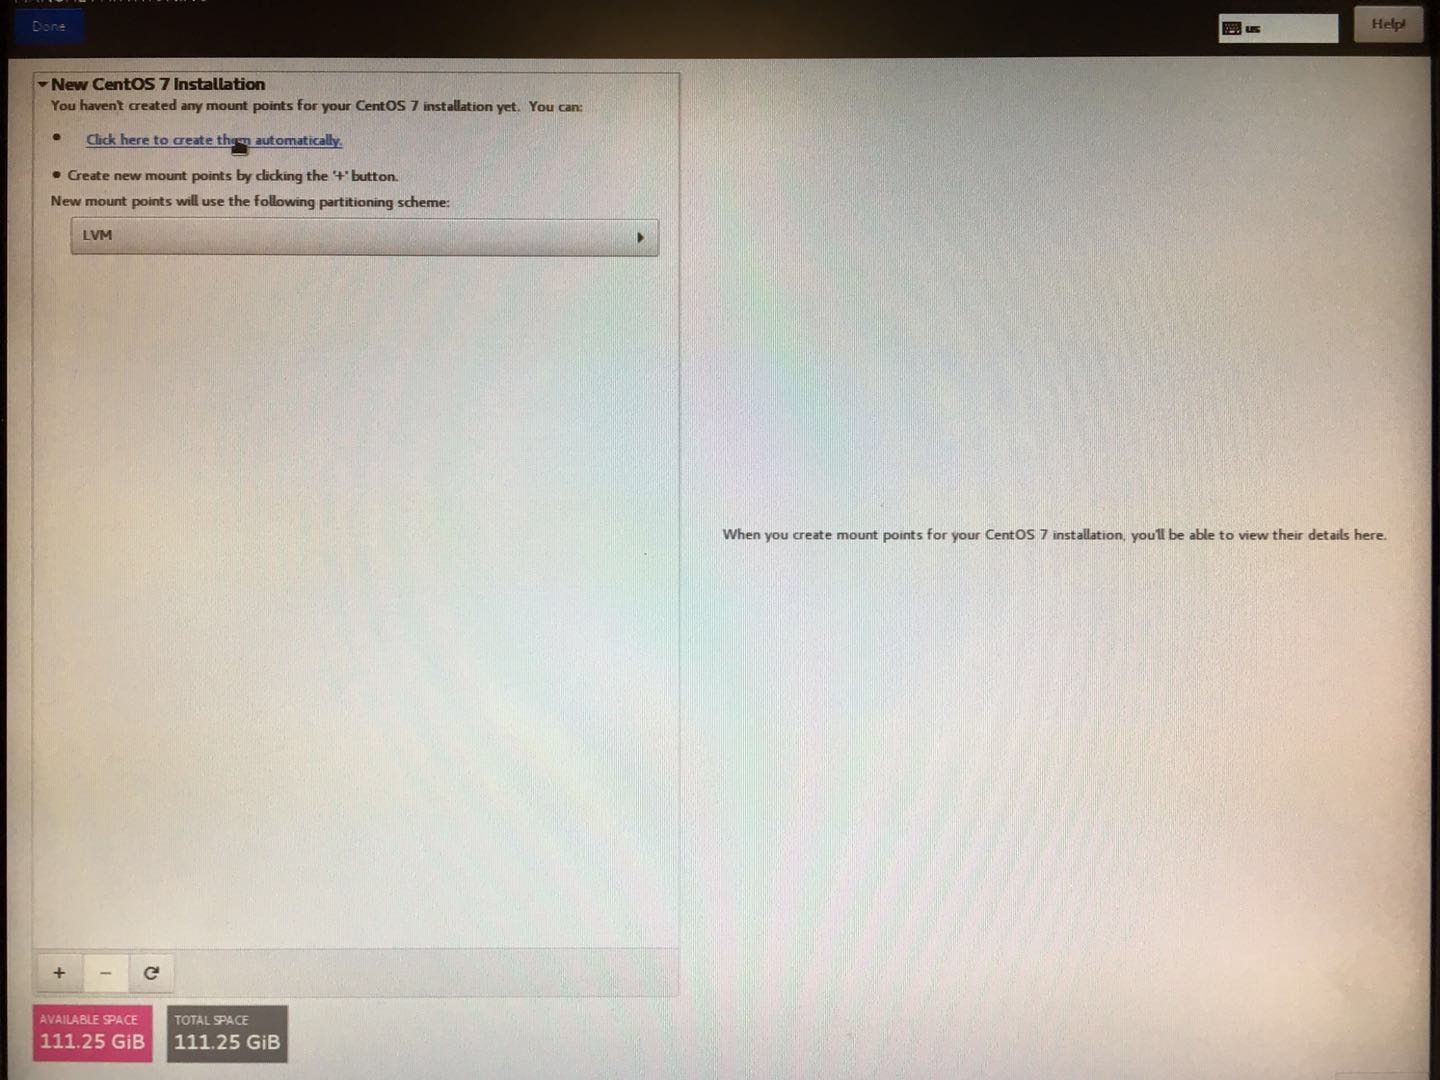 Done
us
Help!
New CentOS 7 Installation
You haven't created any mount points for your CentOS 7 installation yet. You can:
Click here to create them automatically.
Create new mount points by clicking the '+' button.
New mount points will use the following partitioning scheme:
LVM
When you create mount points for your CentOS 7 installation, you'll be able to view their details here.
+ −
AVAILABLE SPACE
111.25 GiB
TOTAL SPACE
111.25 GiB